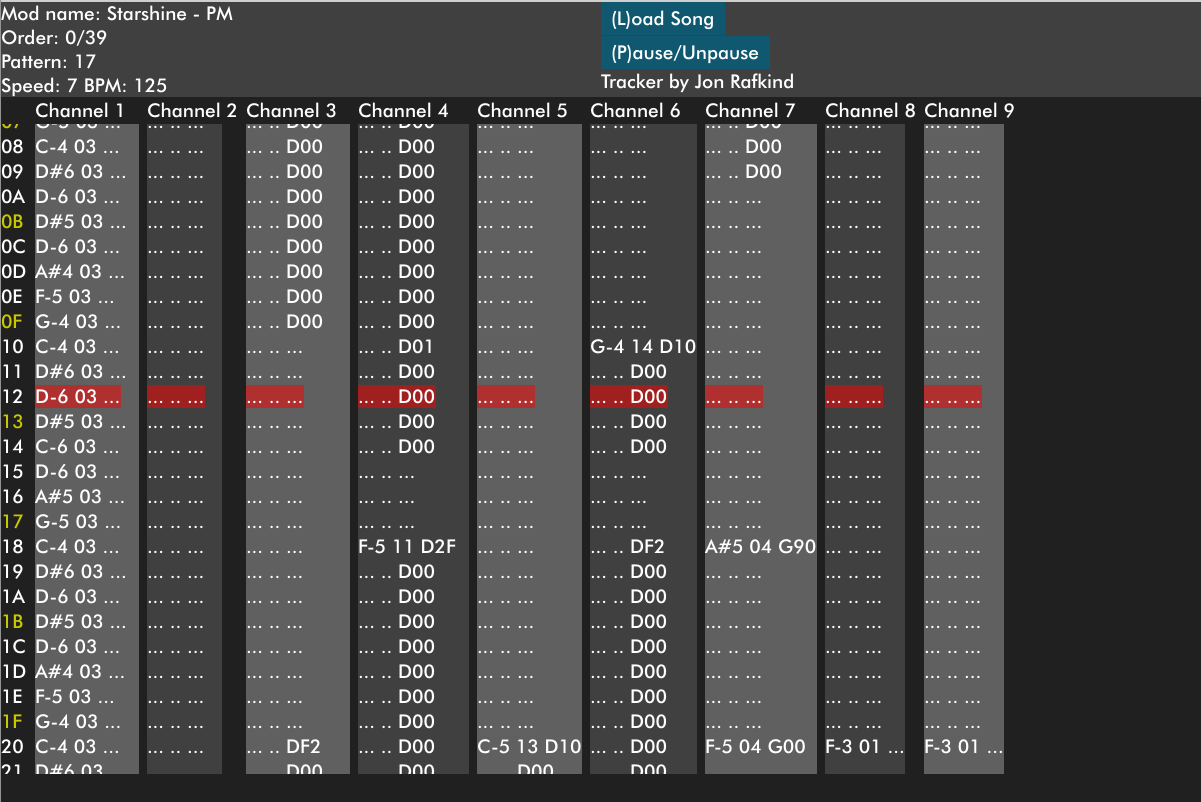 Mod name: Starshine - PM
Order: 0/39
Pattern: 17
Speed: 7 BPM: 125
(L)oad Song
(P)ause/Unpause
Tracker by Jon Rafkind
Channel 1 Channel 2 Channel 3 Channel 4 Channel 5 Channel 6 Channel 7 Channel 8 Channel 9
08 C-4 03 ... ... .. ... ... .. D00 ... .. D00 ... .. ... ... .. ... ... .. D00 ... .. ... ... .. ...
09 D#6 03 ... ... .. ... ... .. D00 ... .. D00 ... .. ... ... .. ... ... .. D00 ... .. ... ... .. ...
0A D-6 03 ... ... .. ... ... .. D00 ... .. D00 ... .. ... ... .. ... ... .. ... ... .. ... ... .. ...
0B D#5 03 ... ... .. ... ... .. D00 ... .. D00 ... .. ... ... .. ... ... .. ... ... .. ... ... .. ...
0C D-6 03 ... ... .. ... ... .. D00 ... .. D00 ... .. ... ... .. ... ... .. ... ... .. ... ... .. ...
0D A#4 03 ... ... .. ... ... .. D00 ... .. D00 ... .. ... ... .. ... ... .. ... ... .. ... ... .. ...
0E F-5 03 ... ... .. ... ... .. D00 ... .. D00 ... .. ... ... .. ... ... .. ... ... .. ... ... .. ...
0F G-4 03 ... ... .. ... ... .. D00 ... .. D00 ... .. ... ... .. ... ... .. ... ... .. ... ... .. ...
10 C-4 03 ... ... .. ... ... .. ... ... .. D01 ... .. ... G-4 14 D10 ... .. ... ... .. ... ... .. ...
11 D#6 03 ... ... .. ... ... .. ... ... .. D00 ... .. ... ... .. D00 ... .. ... ... .. ... ... .. ...
12 D-6 03 ... ... .. ... ... .. ... ... .. D00 ... .. ... ... .. D00 ... .. ... ... .. ... ... .. ...
13 D#5 03 ... ... .. ... ... .. ... ... .. D00 ... .. ... ... .. D00 ... .. ... ... .. ... ... .. ...
14 C-6 03 ... ... .. ... ... .. ... ... .. D00 ... .. ... ... .. D00 ... .. ... ... .. ... ... .. ...
15 D-6 03 ... ... .. ... ... .. ... ... .. ... ... .. ... ... .. ... ... .. ... ... .. ... ... .. ...
16 A#5 03 ... ... .. ... ... .. ... ... .. ... ... .. ... ... .. ... ... .. ... ... .. ... ... .. ...
17 G-5 03 ... ... .. ... ... .. ... ... .. ... ... .. ... ... .. ... ... .. ... ... .. ... ... .. ...
18 C-4 03 ... ... .. ... ... .. ... F-5 11 D2F ... .. ... ... .. DF2 A#5 04 G90 ... .. ... ... .. ...
19 D#6 03 ... ... .. ... ... .. ... ... .. D00 ... .. ... ... .. D00 ... .. ... ... .. ... ... .. ...
1A D-6 03 ... ... .. ... ... .. ... ... .. D00 ... .. ... ... .. D00 ... .. ... ... .. ... ... .. ...
1B D#5 03 ... ... .. ... ... .. ... ... .. D00 ... .. ... ... .. D00 ... .. ... ... .. ... ... .. ...
1C D-6 03 ... ... .. ... ... .. ... ... .. D00 ... .. ... ... .. D00 ... .. ... ... .. ... ... .. ...
1D A#4 03 ... ... .. ... ... .. ... ... .. D00 ... .. ... ... .. D00 ... .. ... ... .. ... ... .. ...
1E F-5 03 ... ... .. ... ... .. ... ... .. D00 ... .. ... ... .. D00 ... .. ... ... .. ... ... .. ...
1F G-4 03 ... ... .. ... ... .. ... ... .. D00 ... .. ... ... .. D00 ... .. ... ... .. ... ... .. ...
20 C-4 03 ... ... .. ... ... .. DF2 ... .. D00 C-5 13 D10 ... .. D00 F-5 04 G00 F-3 01 ... F-3 01 ...
21 D#6 03 ... ... .. ... ... .. D00 ... .. D00 ... .. D00 ... .. D00 ... .. ... ... .. ... ... .. ...